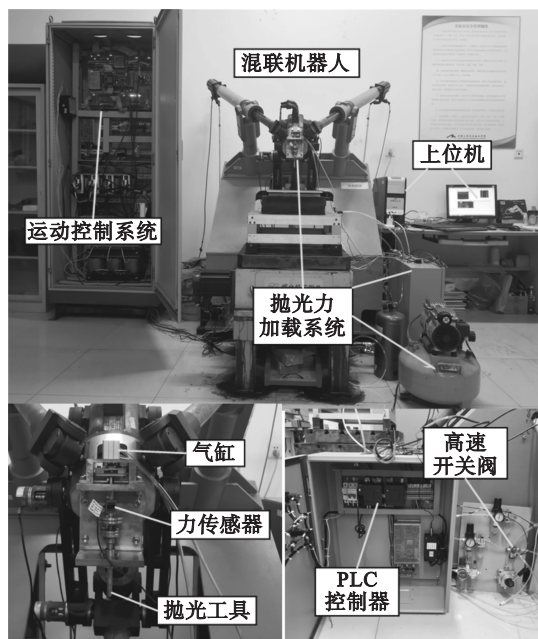 混联机器人
上位机
运动控制系统
抛光力
加载系统
气缸
力传感器
抛光工具
高速
开关阀
PLC
控制器